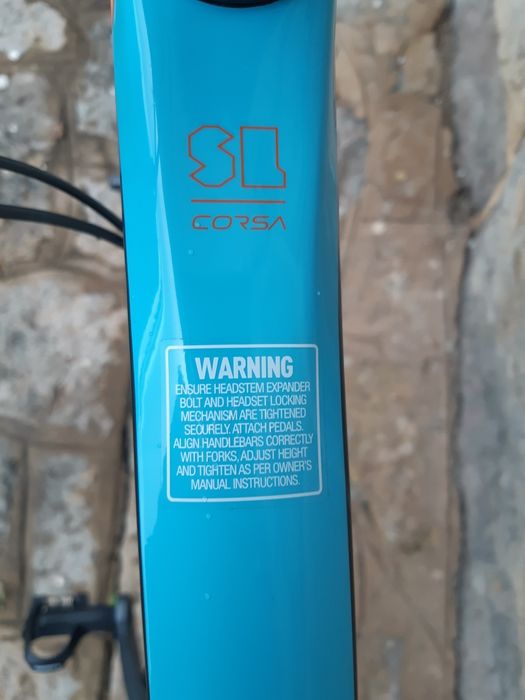 SL
CORSA
WARNING
ENSURE HEADSTEM EXPANDER
BOLT AND HEADSET LOCKING
MECHANISM ARE TIGHTENED
SECURELY. ATTACH PEDALS.
ALIGN HANDLEBARS CORRECTLY
WITH FORKS, ADJUST HEIGHT
AND TIGHTEN AS PER OWNER'S
MANUAL INSTRUCTIONS.